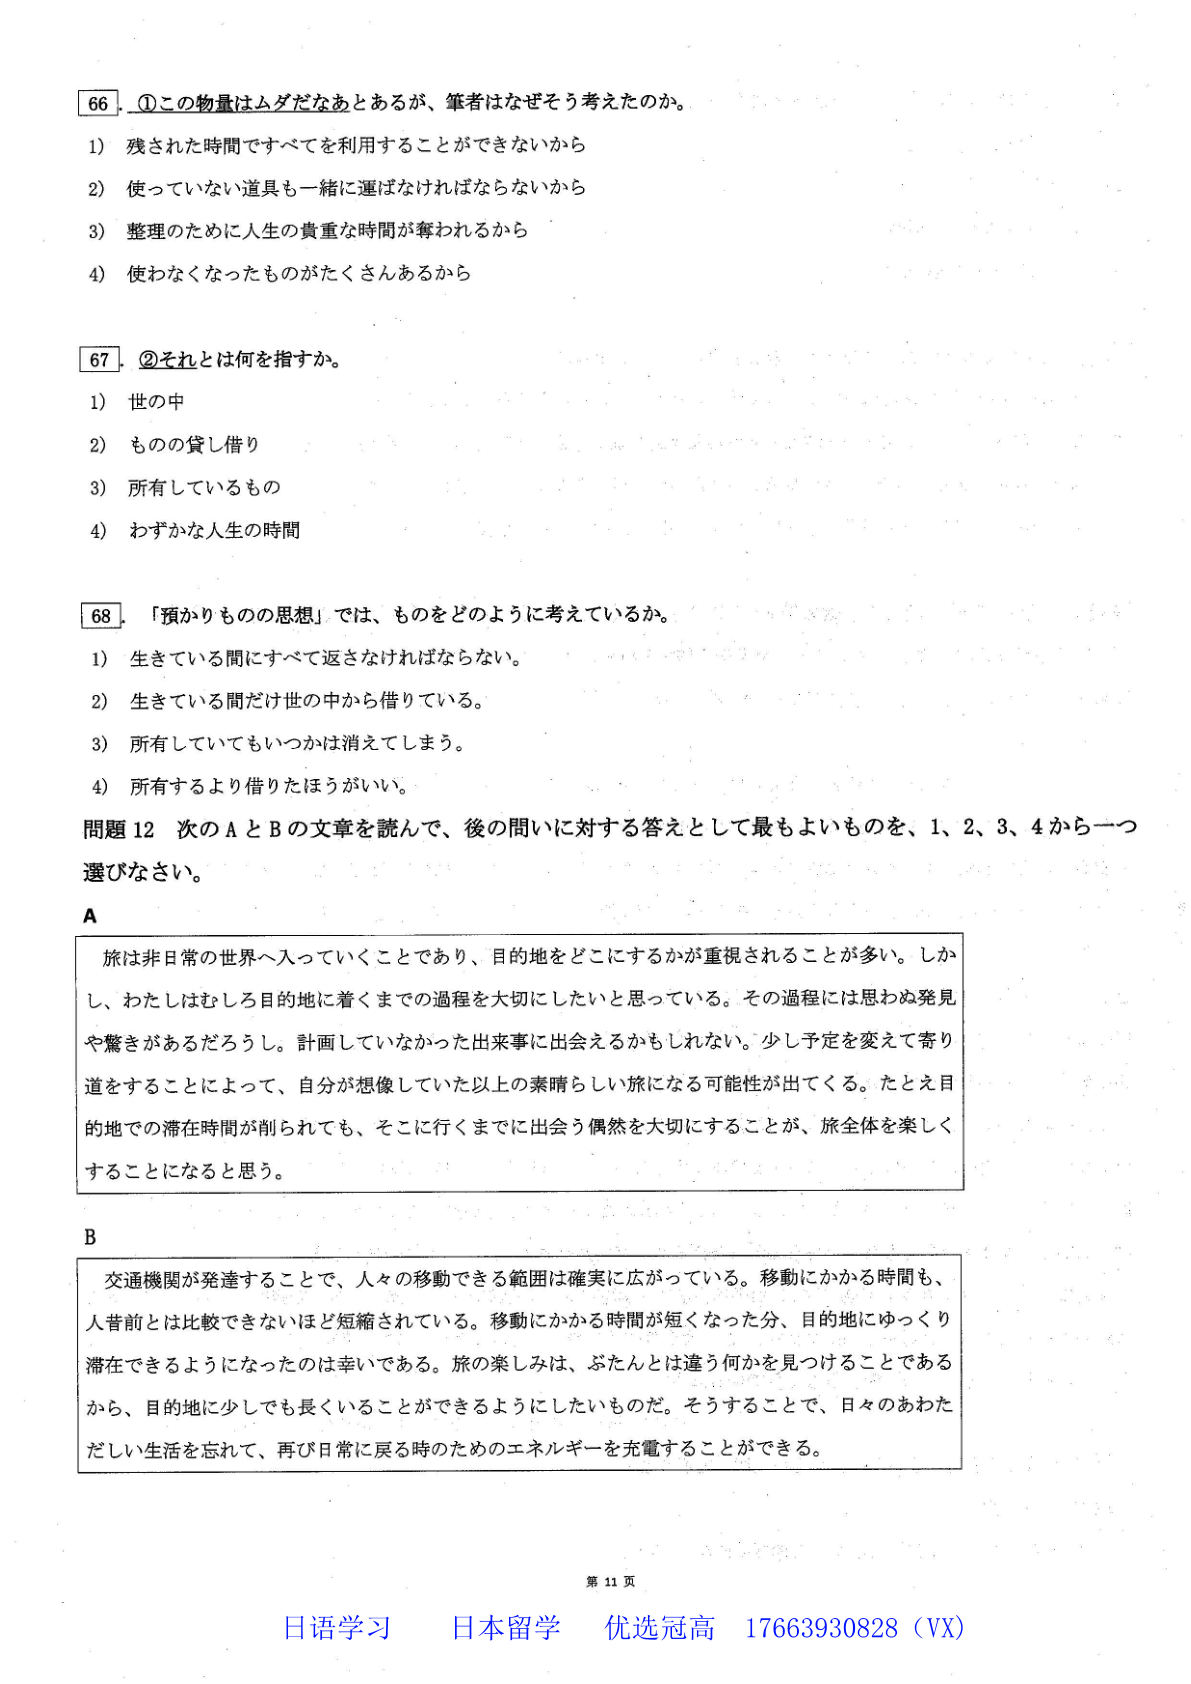 66. ①この物量はムダだなあとあるが、筆者はなぜそう考えたのか。
1) 残された時間ですべてを利用することができないから
2) 使っていない道具も一緒に運ばなければならないから
3) 整理のために人生の貴重な時間が奪われるから
4) 使わなくなったものがたくさんあるから
67. ②それとは何を指すか。
1) 世の中
2) ものの貸し借り
3) 所有しているもの
4) わずかな人生の時間
68. 「預かりものの思想」では、ものをどのように考えているか。
1) 生きている間にすべて返さなければならない。
2) 生きている間だけ世の中から借りている。
3) 所有していてもいつかは消えてしまう。
4) 所有するより借りたほうがいい。
問題 12 次の A と B の文章を読んで、後の問いに対する答えとして最もよいものを、1、2、3、4 から一つ
選びなさい。
A
旅は非日常の世界へ入っていくことであり、目的地をどこにするかが重視されることが多い。しか
し、わたしはむしろ目的地に着くまでの過程を大切にしたいと思っている。その過程には思わぬ発見
や驚きがあるだろうし。計画していなかった出来事に出会えるかもしれない。少し予定を変えて寄り
道をすることによって、自分が想像していた以上の素晴らしい旅になる可能性が出てくる。たとえ目
的地での滞在時間が削られても、そこに行くまでに出会う偶然を大切にすることが、旅全体を楽しく
することになると思う。
B
交通機関が発達することで、人々の移動できる範囲は確実に広がっている。移動にかかる時間も、
人昔前とは比較できないほど短縮されている。移動にかかる時間が短くなった分、目的地にゆっくり
滞在できるようになったのは幸いである。旅の楽しみは、ぶたんとは違う何かを見つけることである
から、目的地に少しでも長くいることができるようにしたいものだ。そうすることで、日々のあわた
だしい生活を忘れて、再び日常に戻る時のためのエネルギーを充電することができる。
第 11 页
日语学习 日本留学 优选冠高 17663930828（VX）